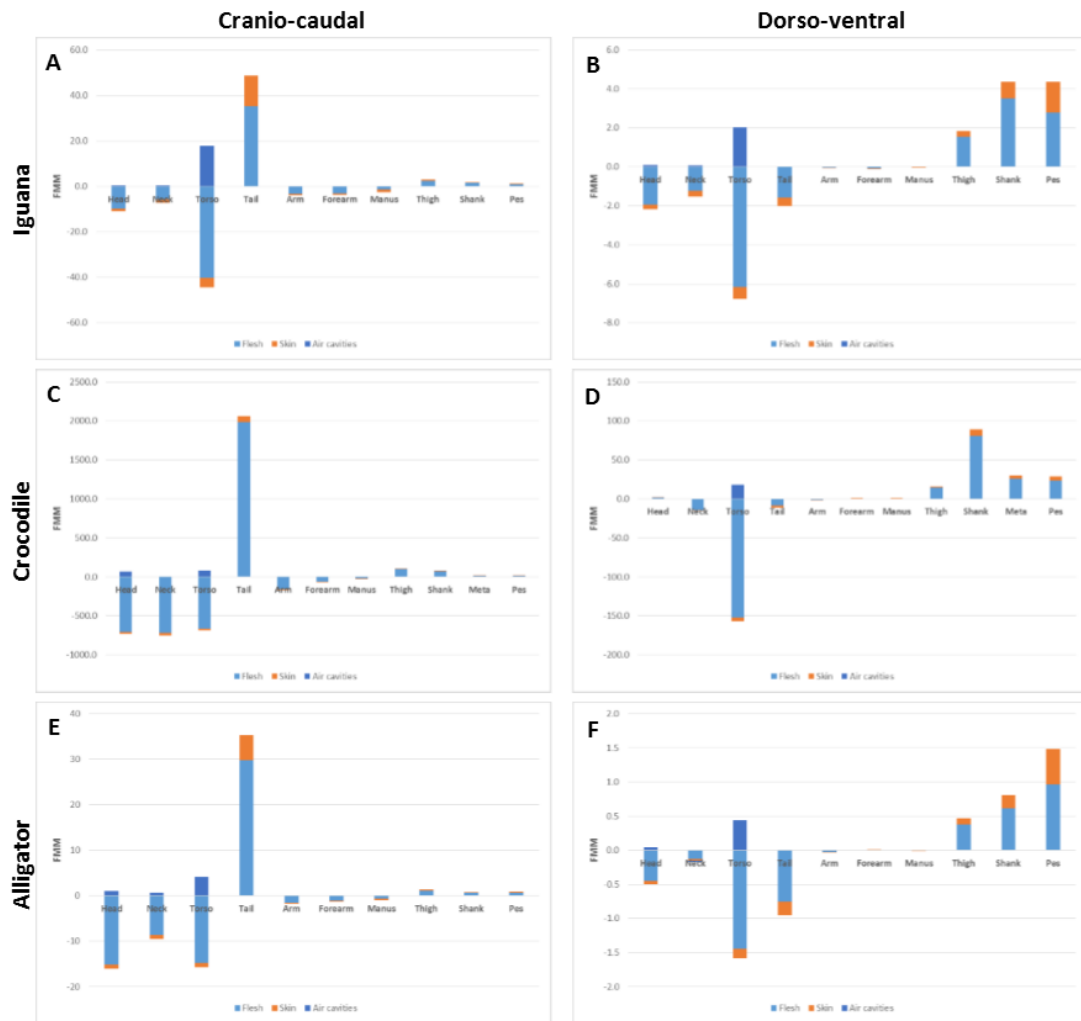 Cranio-caudal
Dorso-ventral
Iguana
A
60.0
40.0
20.0
0.0
-20.0
-40.0
-60.0
FMM
Head Neck Torso Tail Arm Forearm Manus Thigh Shank Pes
Flesh Skin Air cavities
B
6.0
4.0
2.0
0.0
-2.0
-4.0
-6.0
-8.0
FMM
Head Neck Torso Tail Arm Forearm Manus Thigh Shank Pes
Flesh Skin Air cavities
Crocodile
C
2500.0
2000.0
1500.0
1000.0
500.0
0.0
-500.0
-1000.0
FMM
Head Neck Torso Tail Arm Forearm Manus Thigh Shank Meta Pes
Flesh Skin Air cavities
D
150.0
100.0
50.0
0.0
-50.0
-100.0
-150.0
-200.0
FMM
Head Neck Torso Tail Arm Forearm Manus Thigh Shank Meta Pes
Flesh Skin Air cavities
Alligator
E
40
30
20
10
0
-10
-20
FMM
Head Neck Torso Tail Arm Forearm Manus Thigh Shank Pes
Flesh Skin Air cavities
F
2.0
1.5
1.0
0.5
0.0
-0.5
-1.0
-1.5
-2.0
FMM
Head Neck Torso Tail Arm Forearm Manus Thigh Shank Pes
Flesh Skin Air cavities